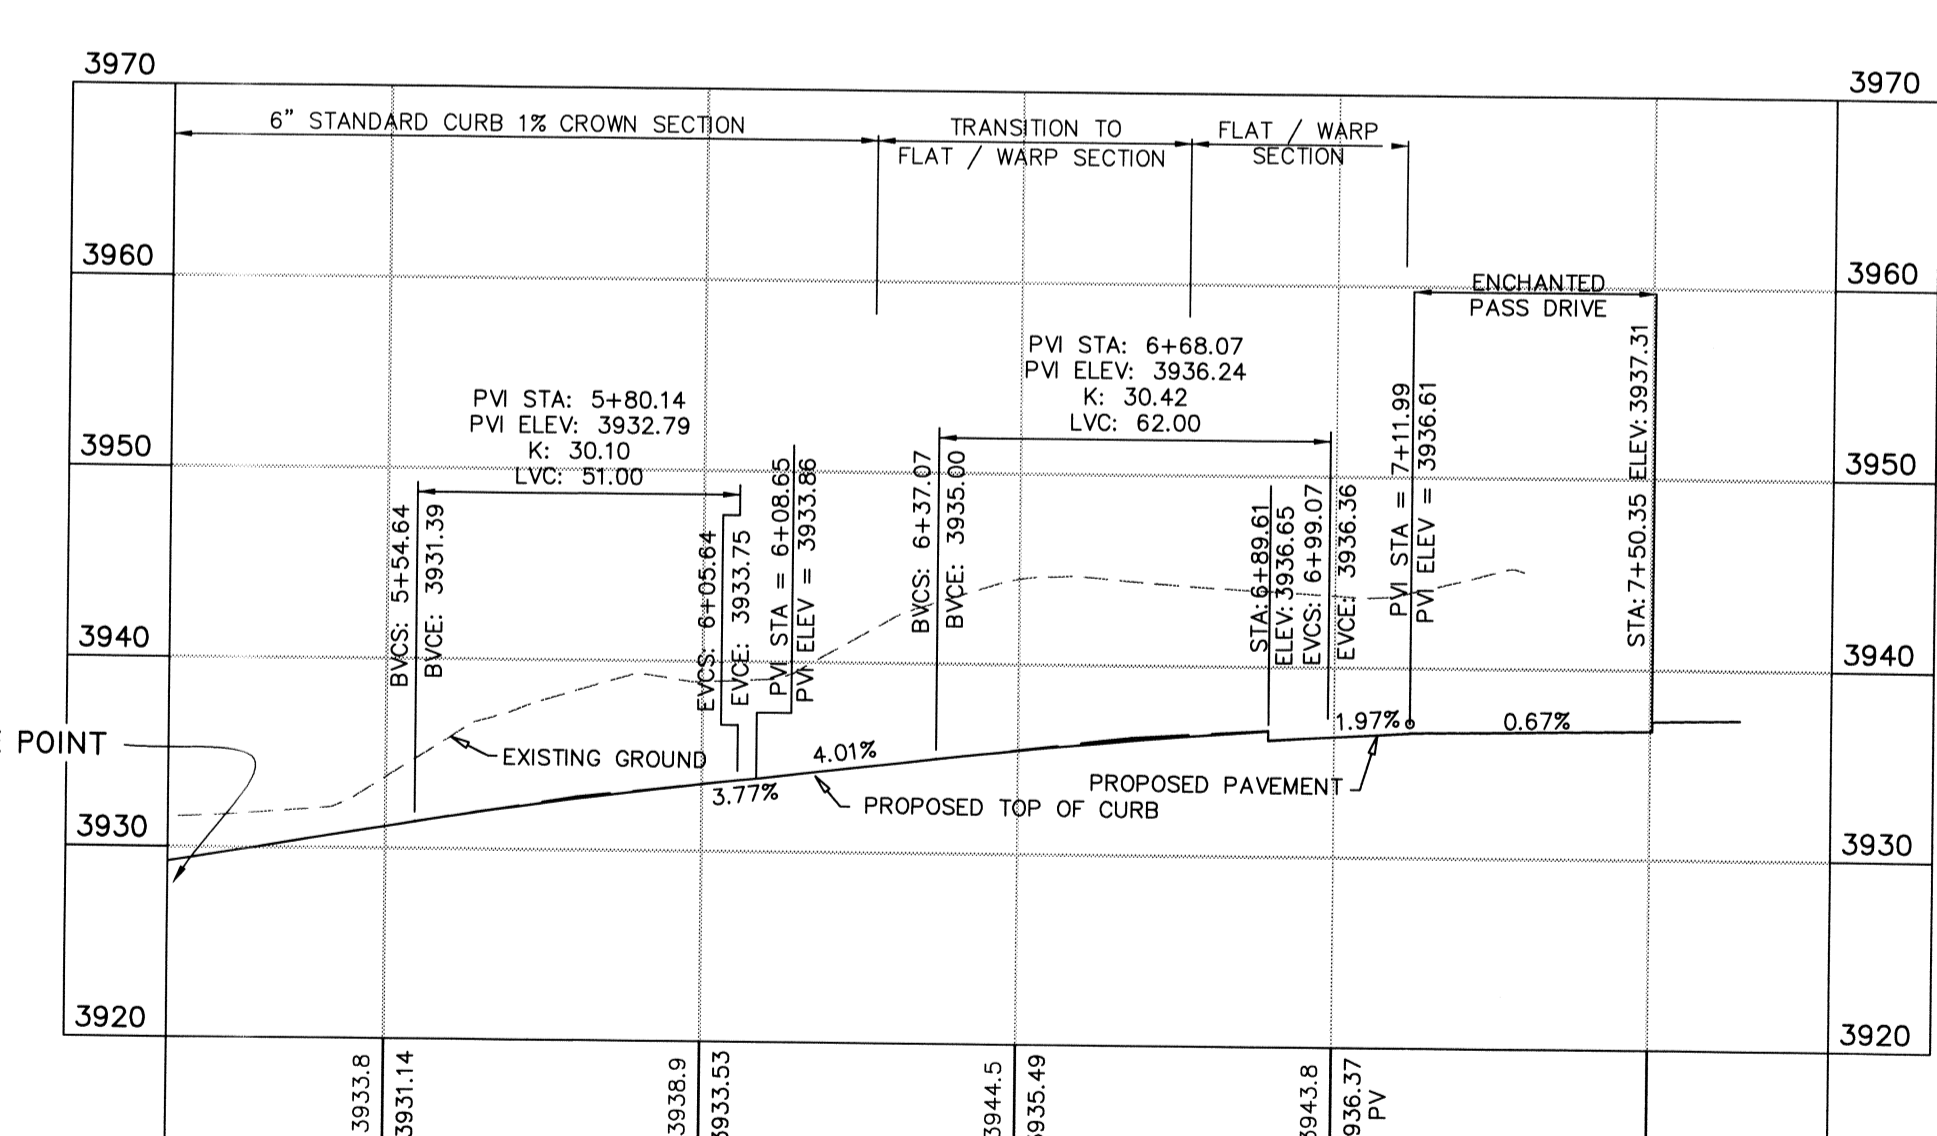 3970
3970
6" STANDARD CURB 1% CROWN SECTION
TRANSITION TO
FLAT / WARP SECTION
FLAT / WARP
SECTION
3960
3960
ENCHANTED
PASS DRIVE
PVI STA: 5+80.14
PVI ELEV: 3932.79
K: 30.10
LVC: 51.00
PVI STA: 6+68.07
PVI ELEV: 3936.24
K: 30.42
LVC: 62.00
3950
3950
BVCS: 5+54.64
BVCE: 3931.39
EVCS: 6+05.64
EVCE: 3933.75
PVI STA = 6+08.65
PVI ELEV = 3933.86
BVCS: 6+37.07
BVCE: 3935.00
STA: 6+89.61
ELEV: 3936.65
EVCS: 6+99.07
EVCE: 3936.36
PVI STA = 7+11.99
PVI ELEV = 3936.61
STA: 7+50.35 ELEV: 3937.31
3940
3940
POINT
EXISTING GROUND
3.77%
4.01%
PROPOSED TOP OF CURB
PROPOSED PAVEMENT
1.97%
0.67%
3930
3930
3920
3920
3933.8
3931.14
3938.9
3933.53
3944.5
3935.49
3943.8
3936.37
PV